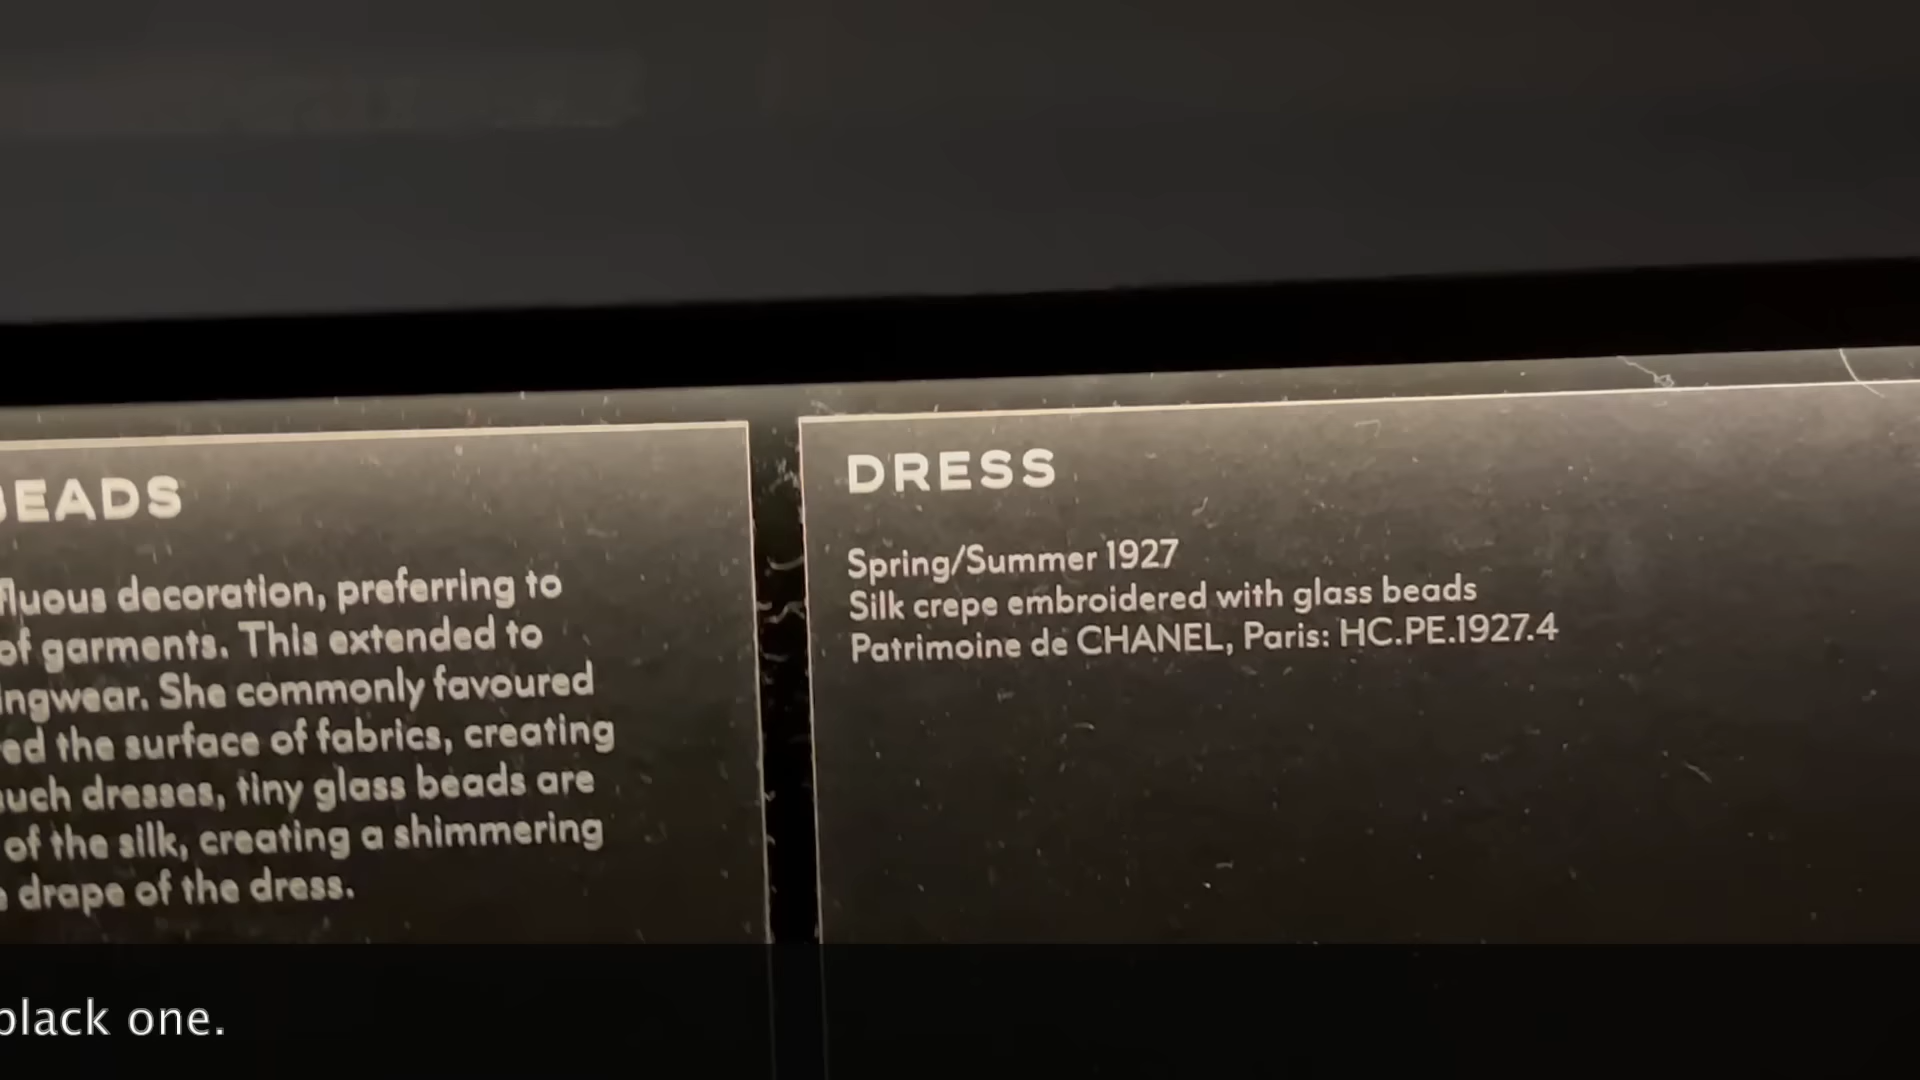 BEADS
fluous decoration, preferring to
of garments. This extended to
ingwear. She commonly favoured
ed the surface of fabrics, creating
such dresses, tiny glass beads are
of the silk, creating a shimmering
drape of the dress.
DRESS
Spring/Summer 1927
Silk crepe embroidered with glass beads
Patrimoine de CHANEL, Paris: HC.PE.1927.4
black one.